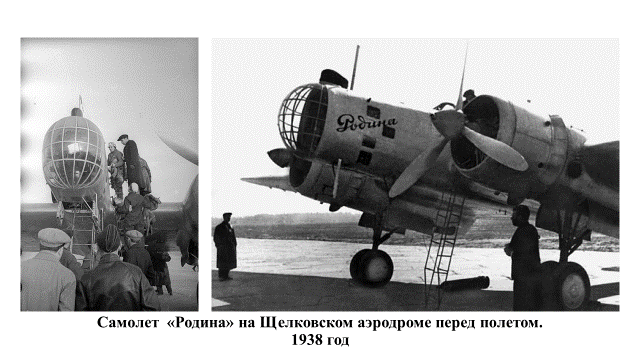 Родина
Самолет «Родина» на Щелковском аэродроме перед полетом.
1938 год